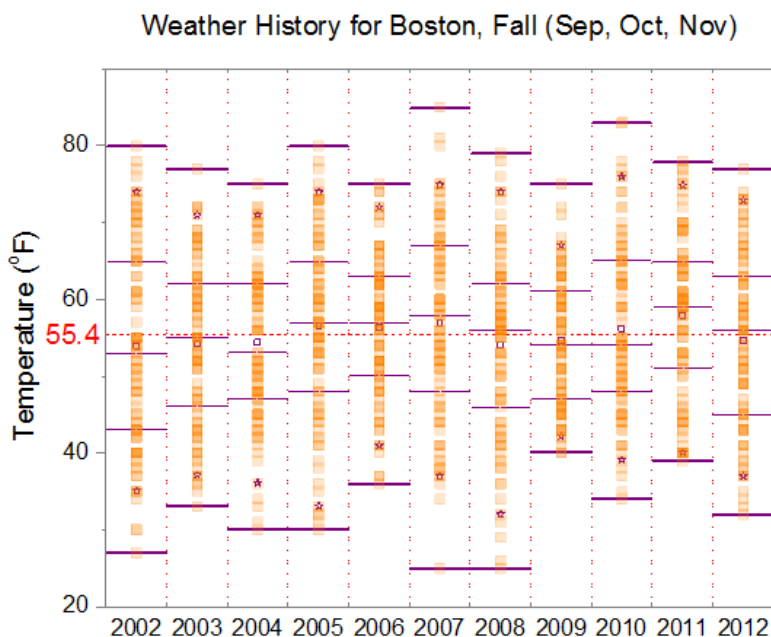 Weather History for Boston, Fall (Sep, Oct, Nov)
80
60
55.4
40
20
Temperature (⁰F)
2002 2003 2004 2005 2006 2007 2008 2009 2010 2011 2012